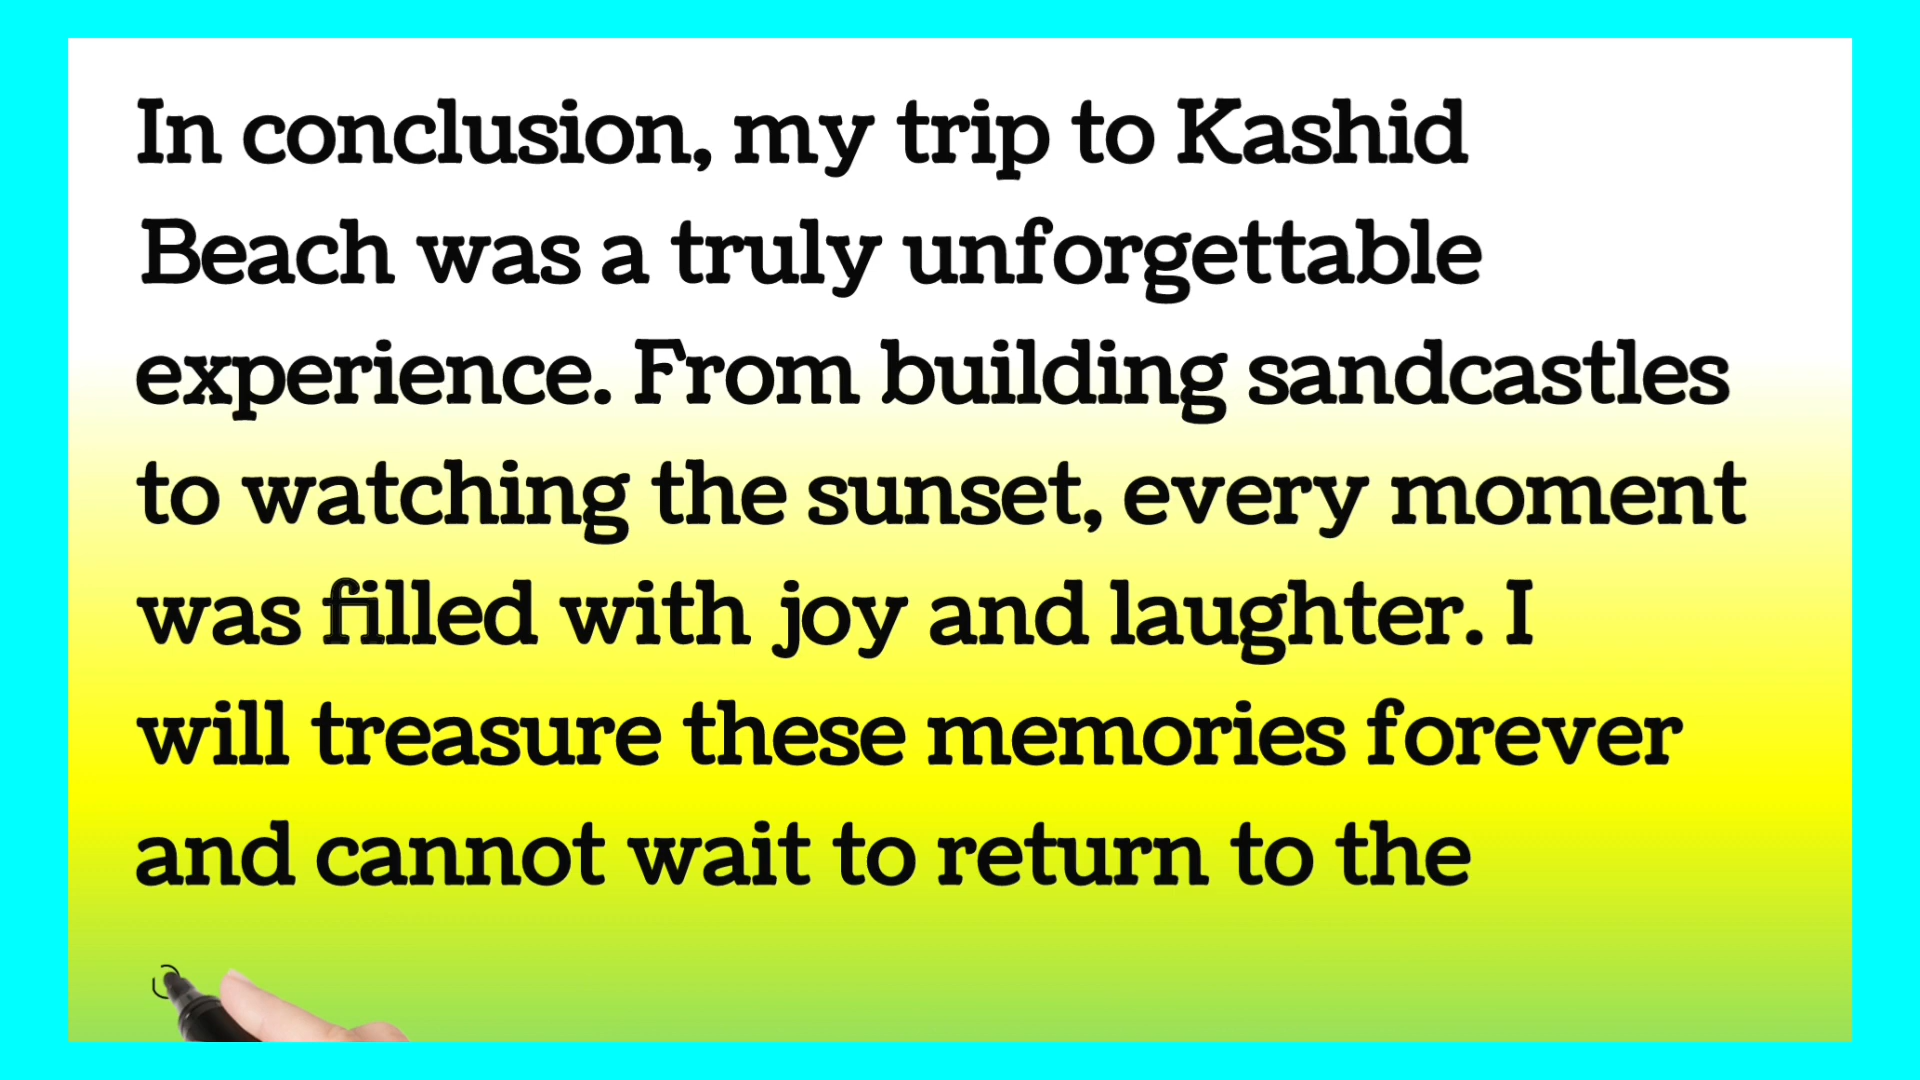 In conclusion, my trip to Kashid
Beach was a truly unforgettable
experience. From building sandcastles
to watching the sunset, every moment
was filled with joy and laughter. I
will treasure these memories forever
and cannot wait to return to the